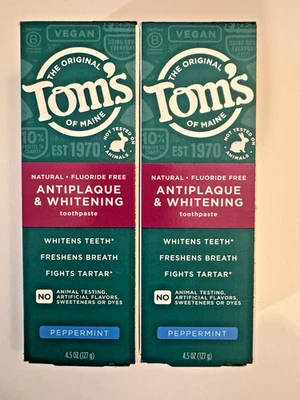 VEGAN
THE ORIGINAL
Tom's
OF MAINE
NOT TESTED ON ANIMALS
10%
EST 1970
NATURAL • FLUORIDE FREE
ANTIPLAQUE
& WHITENING
toothpaste
WHITENS TEETH*
FRESHENS BREATH
FIGHTS TARTAR*
NO
ANIMAL TESTING,
ARTIFICIAL FLAVORS,
SWEETENERS OR DYES
PEPPERMINT
4.5 OZ (127 g)
VEGAN
THE ORIGINAL
Tom's
OF MAINE
NOT TESTED ON ANIMALS
10%
EST 1970
NATURAL • FLUORIDE FREE
ANTIPLAQUE
& WHITENING
toothpaste
WHITENS TEETH*
FRESHENS BREATH
FIGHTS TARTAR*
NO
ANIMAL TESTING,
ARTIFICIAL FLAVORS,
SWEETENERS OR DYES
PEPPERMINT
4.5 OZ (127 g)